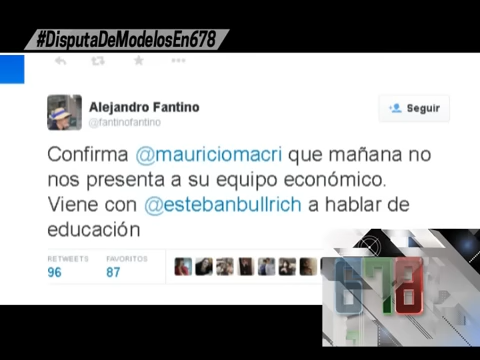 #DisputaDeModelosEn678
Alejandro Fantino
@fantinofantino
Seguir
Confirma @mauriciomacri que mañana no
nos presenta a su equipo económico.
Viene con @estebanbullrich a hablar de
educación
RETWEETS
FAVORITOS
96
87
678